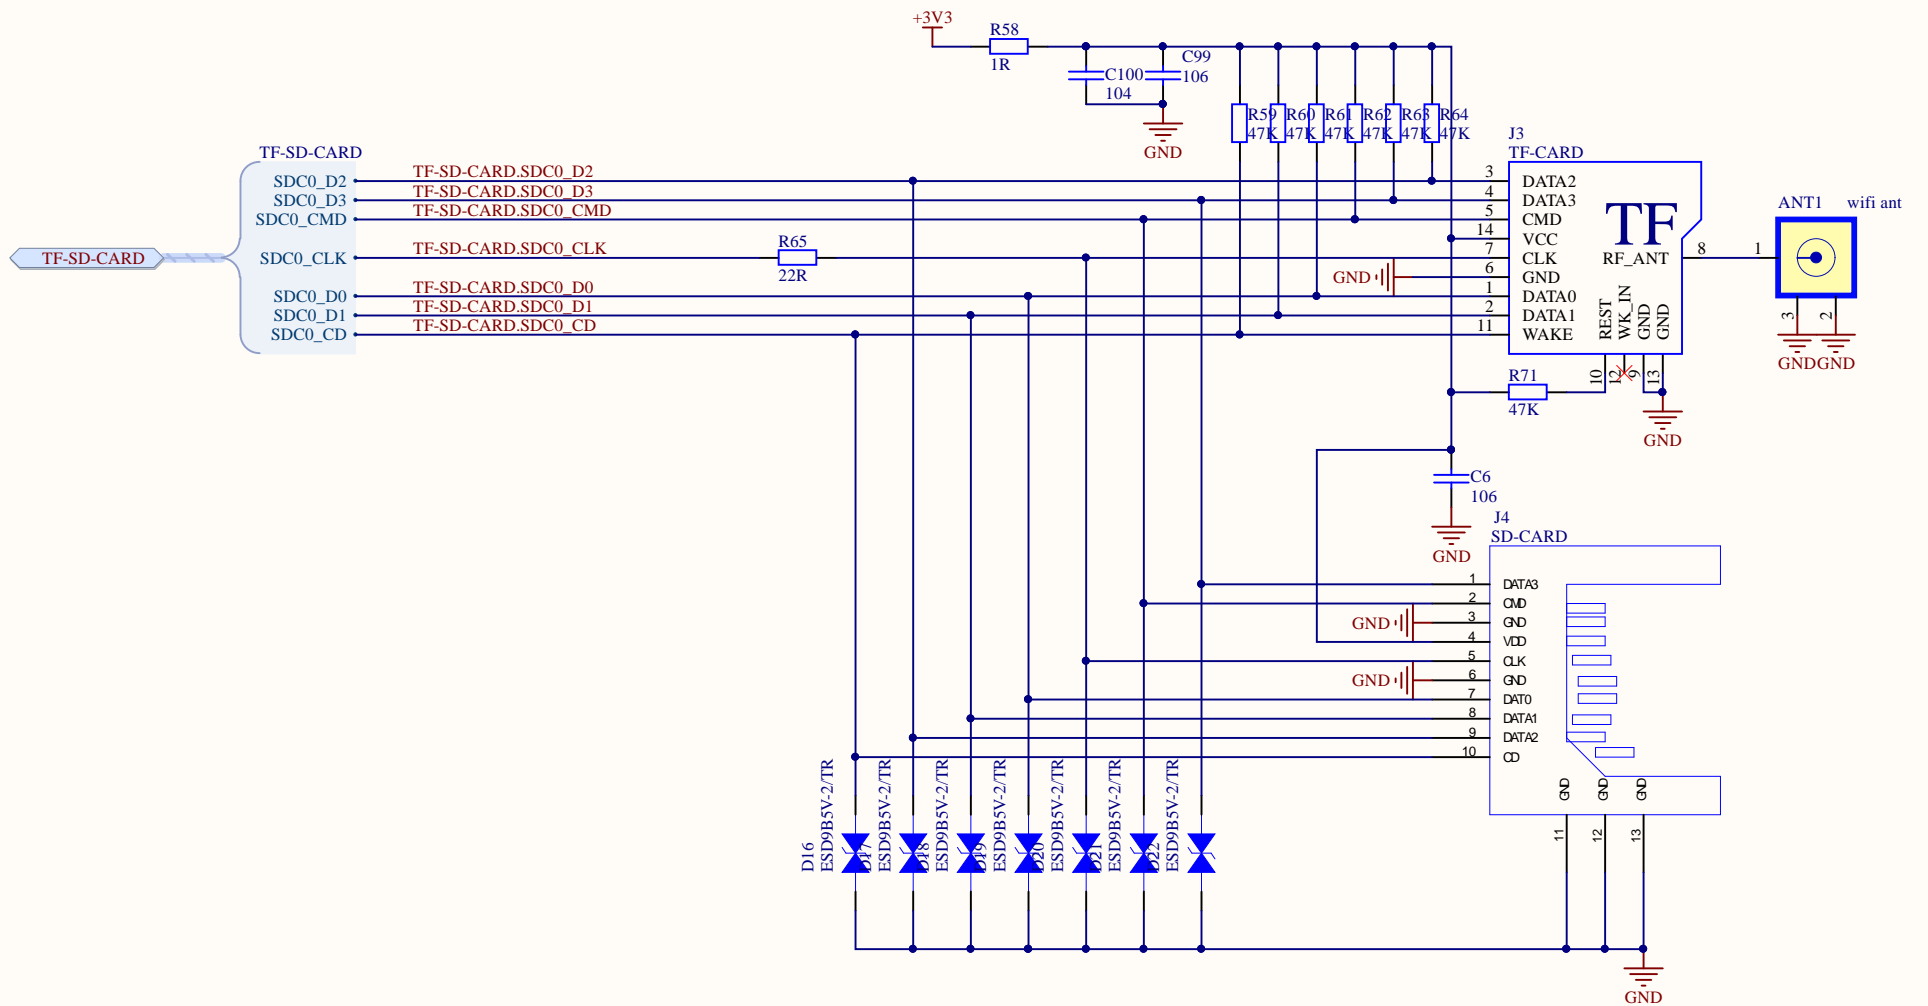 +3V3
R58
1R
C100
104
C99
106
GND
R59
47K
R60
47K
R61
47K
R62
47K
R63
47K
R64
47K
J3
TF-CARD
TF-SD-CARD
TF-SD-CARD
SDC0_D2
SDC0_D3
SDC0_CMD
SDC0_CLK
SDC0_D0
SDC0_D1
SDC0_CD
TF-SD-CARD.SDC0_D2
TF-SD-CARD.SDC0_D3
TF-SD-CARD.SDC0_CMD
TF-SD-CARD.SDC0_CLK
TF-SD-CARD.SDC0_D0
TF-SD-CARD.SDC0_D1
TF-SD-CARD.SDC0_CD
R65
22R
GND
3 DATA2
4 DATA3
5 CMD
14 VCC
7 CLK
6 GND
1 DATA0
2 DATA1
11 WAKE
TF
RF_ANT
8
REST
WK_IN
GND
GND
10
12
9
13
GND
ANT1 wifi ant
1
3
2
GND
GND
R71
47K
C6
106
GND
J4
SD-CARD
1 DATA3
2 CMD
GND 3 GND
4 VDD
5 CLK
GND 6 GND
7 DAT0
8 DATA1
9 DATA2
10 CD
GND
GND
GND
11
12
13
GND
D16
ESD9B5V-2/TR
D17
ESD9B5V-2/TR
D18
ESD9B5V-2/TR
D19
ESD9B5V-2/TR
D20
ESD9B5V-2/TR
D21
ESD9B5V-2/TR
D22
ESD9B5V-2/TR